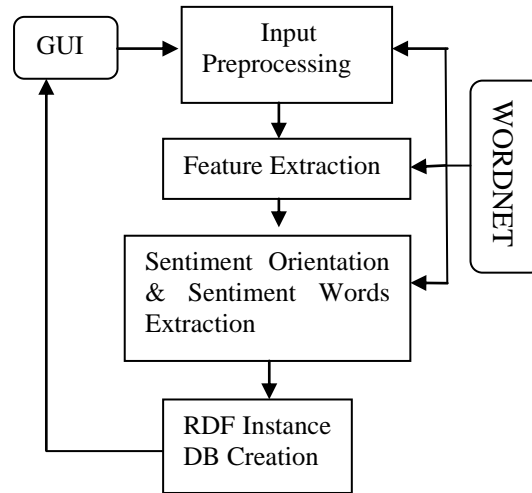 GUI
Input
Preprocessing
Feature Extraction
WORDNET
Sentiment Orientation
& Sentiment Words
Extraction
RDF Instance
DB Creation